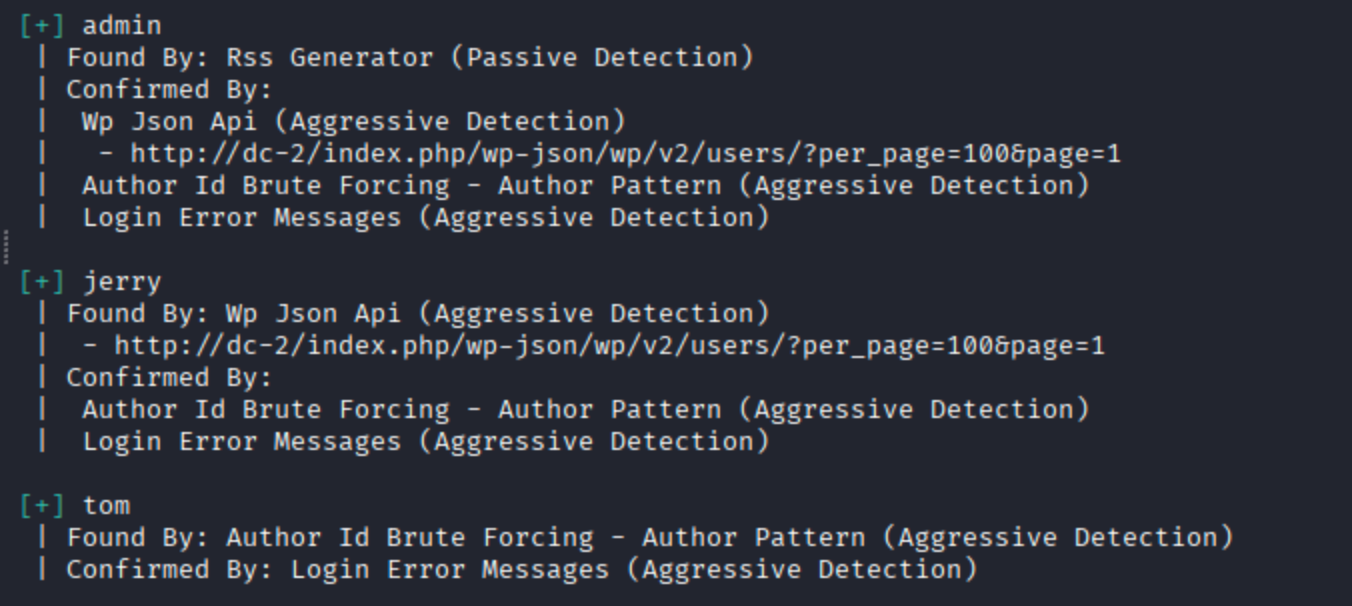 [+] admin
| Found By: Rss Generator (Passive Detection)
| Confirmed By:
|  Wp Json Api (Aggressive Detection)
|   - http://dc-2/index.php/wp-json/wp/v2/users/?per_page=100&page=1
|  Author Id Brute Forcing - Author Pattern (Aggressive Detection)
|  Login Error Messages (Aggressive Detection)
[+] jerry
| Found By: Wp Json Api (Aggressive Detection)
|  - http://dc-2/index.php/wp-json/wp/v2/users/?per_page=100&page=1
| Confirmed By:
|  Author Id Brute Forcing - Author Pattern (Aggressive Detection)
|  Login Error Messages (Aggressive Detection)
[+] tom
| Found By: Author Id Brute Forcing - Author Pattern (Aggressive Detection)
| Confirmed By: Login Error Messages (Aggressive Detection)